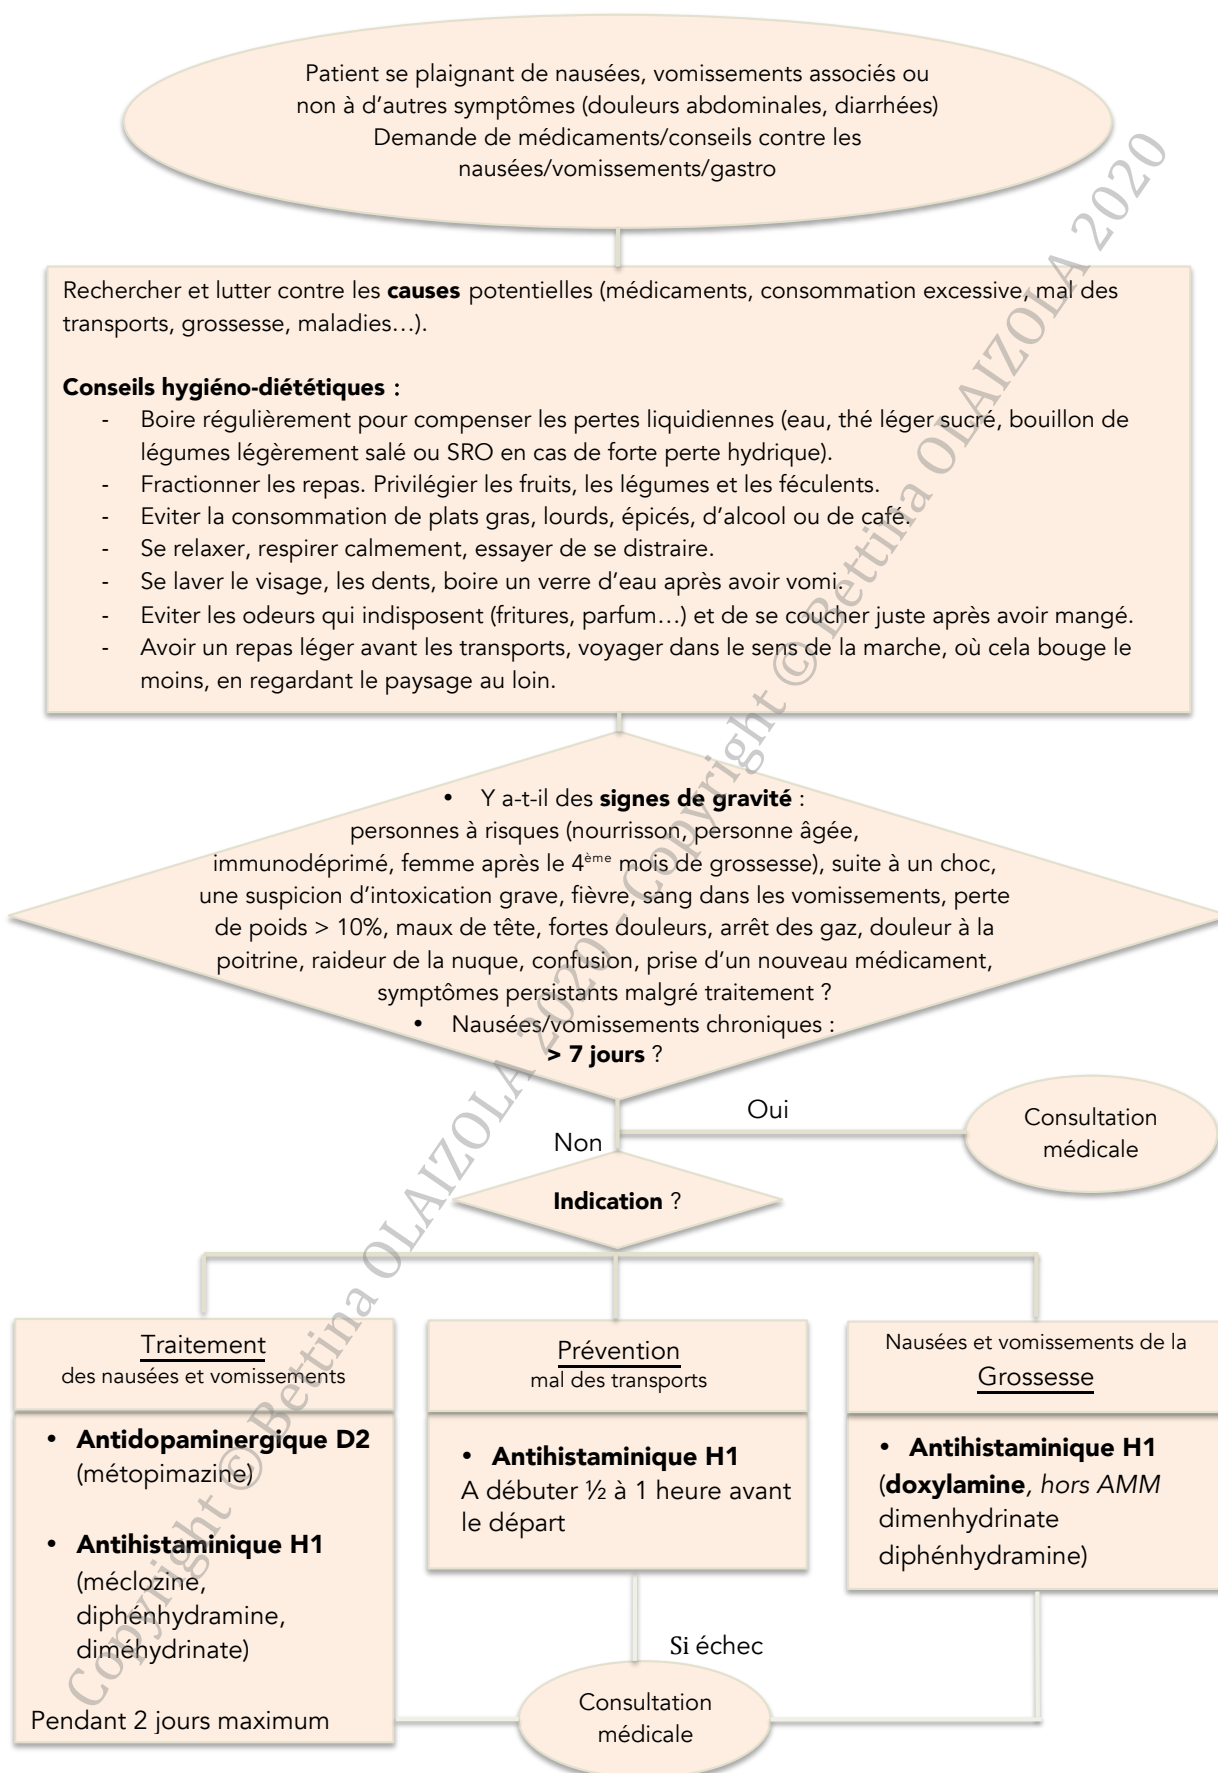 Patient se plaignant de nausées, vomissements associés ou
non à d'autres symptômes (douleurs abdominales, diarrhées)
Demande de médicaments/conseils contre les
nausées/vomissements/gastro
Rechercher et lutter contre les causes potentielles (médicaments, consommation excessive, mal des
transports, grossesse, maladies…).
Conseils hygiéno-diététiques :
- Boire régulièrement pour compenser les pertes liquidiennes (eau, thé léger sucré, bouillon de
légumes légèrement salé ou SRO en cas de forte perte hydrique).
- Fractionner les repas. Privilégier les fruits, les légumes et les féculents.
- Eviter la consommation de plats gras, lourds, épicés, d'alcool ou de café.
- Se relaxer, respirer calmement, essayer de se distraire.
- Se laver le visage, les dents, boire un verre d'eau après avoir vomi.
- Eviter les odeurs qui indisposent (fritures, parfum…) et de se coucher juste après avoir mangé.
- Avoir un repas léger avant les transports, voyager dans le sens de la marche, où cela bouge le
moins, en regardant le paysage au loin.
• Y a-t-il des signes de gravité :
personnes à risques (nourrisson, personne âgée,
immunodéprimé, femme après le 4ème mois de grossesse), suite à un choc,
une suspicion d'intoxication grave, fièvre, sang dans les vomissements, perte
de poids > 10%, maux de tête, fortes douleurs, arrêt des gaz, douleur à la
poitrine, raideur de la nuque, confusion, prise d'un nouveau médicament,
symptômes persistants malgré traitement ?
• Nausées/vomissements chroniques :
> 7 jours ?
Oui
Consultation
médicale
Non
Indication ?
Traitement
des nausées et vomissements
• Antidopaminergique D2
(métopimazine)
• Antihistaminique H1
(méclozine,
diphénhydramine,
diméhydrinate)
Pendant 2 jours maximum
Prévention
mal des transports
• Antihistaminique H1
A débuter ½ à 1 heure avant
le départ
Nausées et vomissements de la
Grossesse
• Antihistaminique H1
(doxylamine, hors AMM
dimenhydrinate
diphénhydramine)
Si échec
Consultation
médicale
Copyright © Bettina OLAIZOLA 2020 - Copyright © Bettina OLAIZOLA 2020